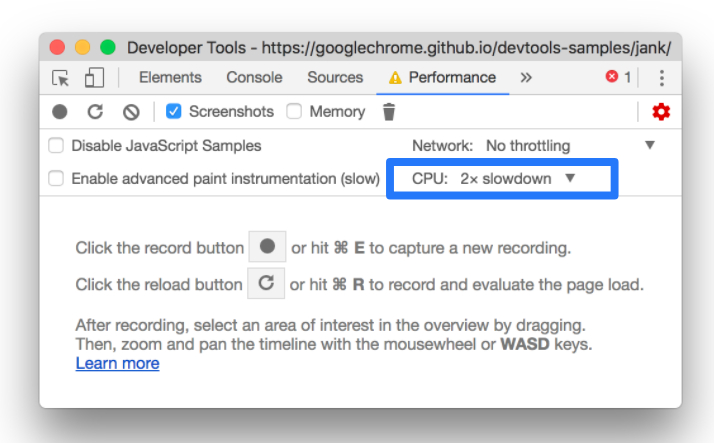 Developer Tools - https://googlechrome.github.io/devtools-samples/jank/
Elements Console Sources Performance » 1
Screenshots Memory
Disable JavaScript Samples Network: No throttling
Enable advanced paint instrumentation (slow) CPU: 2× slowdown
Click the record button or hit ⌘ E to capture a new recording.
Click the reload button or hit ⌘ R to record and evaluate the page load.
After recording, select an area of interest in the overview by dragging.
Then, zoom and pan the timeline with the mousewheel or WASD keys.
Learn more